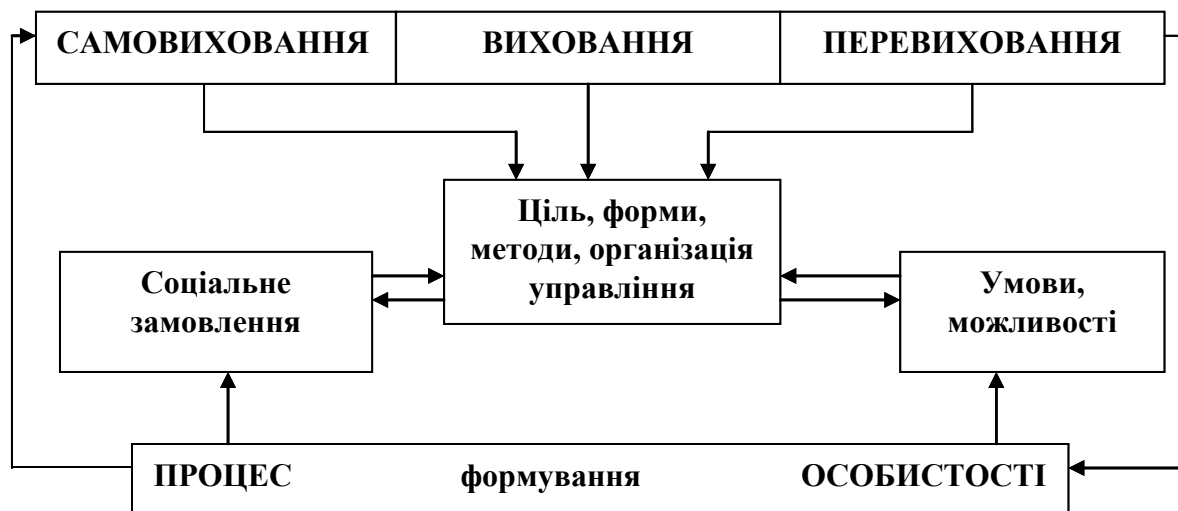 САМОВИХОВАННЯ ВИХОВАННЯ ПЕРЕВИХОВАННЯ
Ціль, форми,
методи, організація
управління
Соціальне
замовлення
Умови,
можливості
ПРОЦЕС формування ОСОБИСТОСТІ